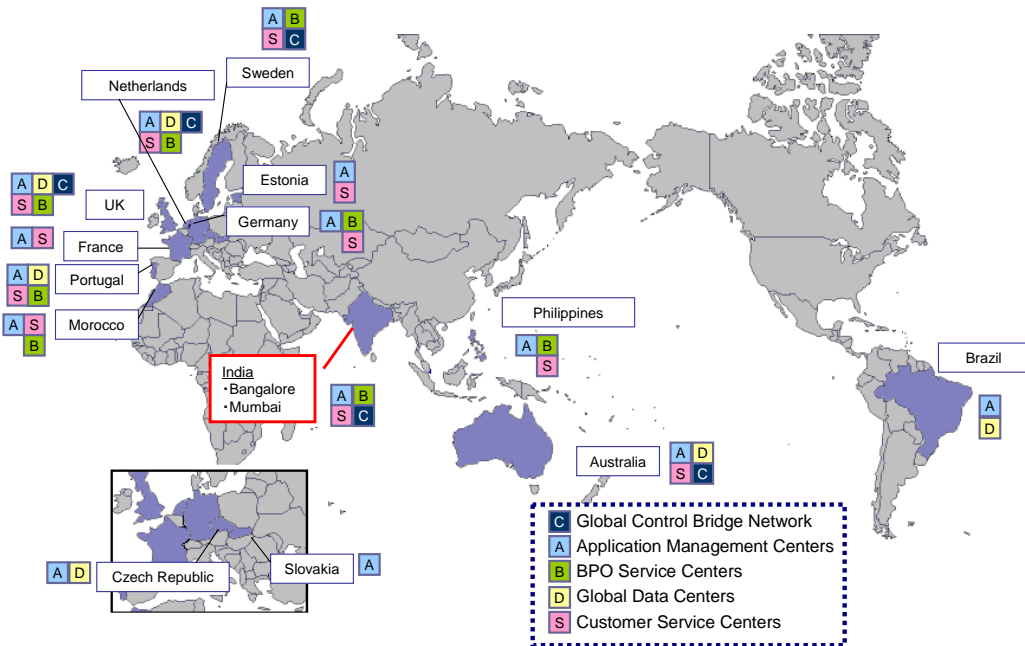 A B
S C
Sweden
Netherlands
A D C
S B
Estonia
A
S
A D C
S B
UK
Germany
A B
S
A S
France
A D
S B
Portugal
A S
B
Morocco
Philippines
A B
S
India
・Bangalore
・Mumbai
A B
S C
Brazil
A
D
Australia
A D
S C
A D
Czech Republic
Slovakia
A
C Global Control Bridge Network
A Application Management Centers
B BPO Service Centers
D Global Data Centers
S Customer Service Centers